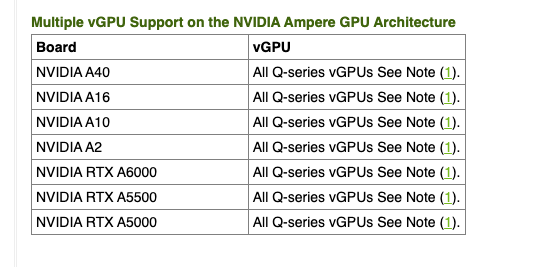 Multiple vGPU Support on the NVIDIA Ampere GPU Architecture
Board vGPU
NVIDIA A40 All Q-series vGPUs See Note (1).
NVIDIA A16 All Q-series vGPUs See Note (1).
NVIDIA A10 All Q-series vGPUs See Note (1).
NVIDIA A2 All Q-series vGPUs See Note (1).
NVIDIA RTX A6000 All Q-series vGPUs See Note (1).
NVIDIA RTX A5500 All Q-series vGPUs See Note (1).
NVIDIA RTX A5000 All Q-series vGPUs See Note (1).